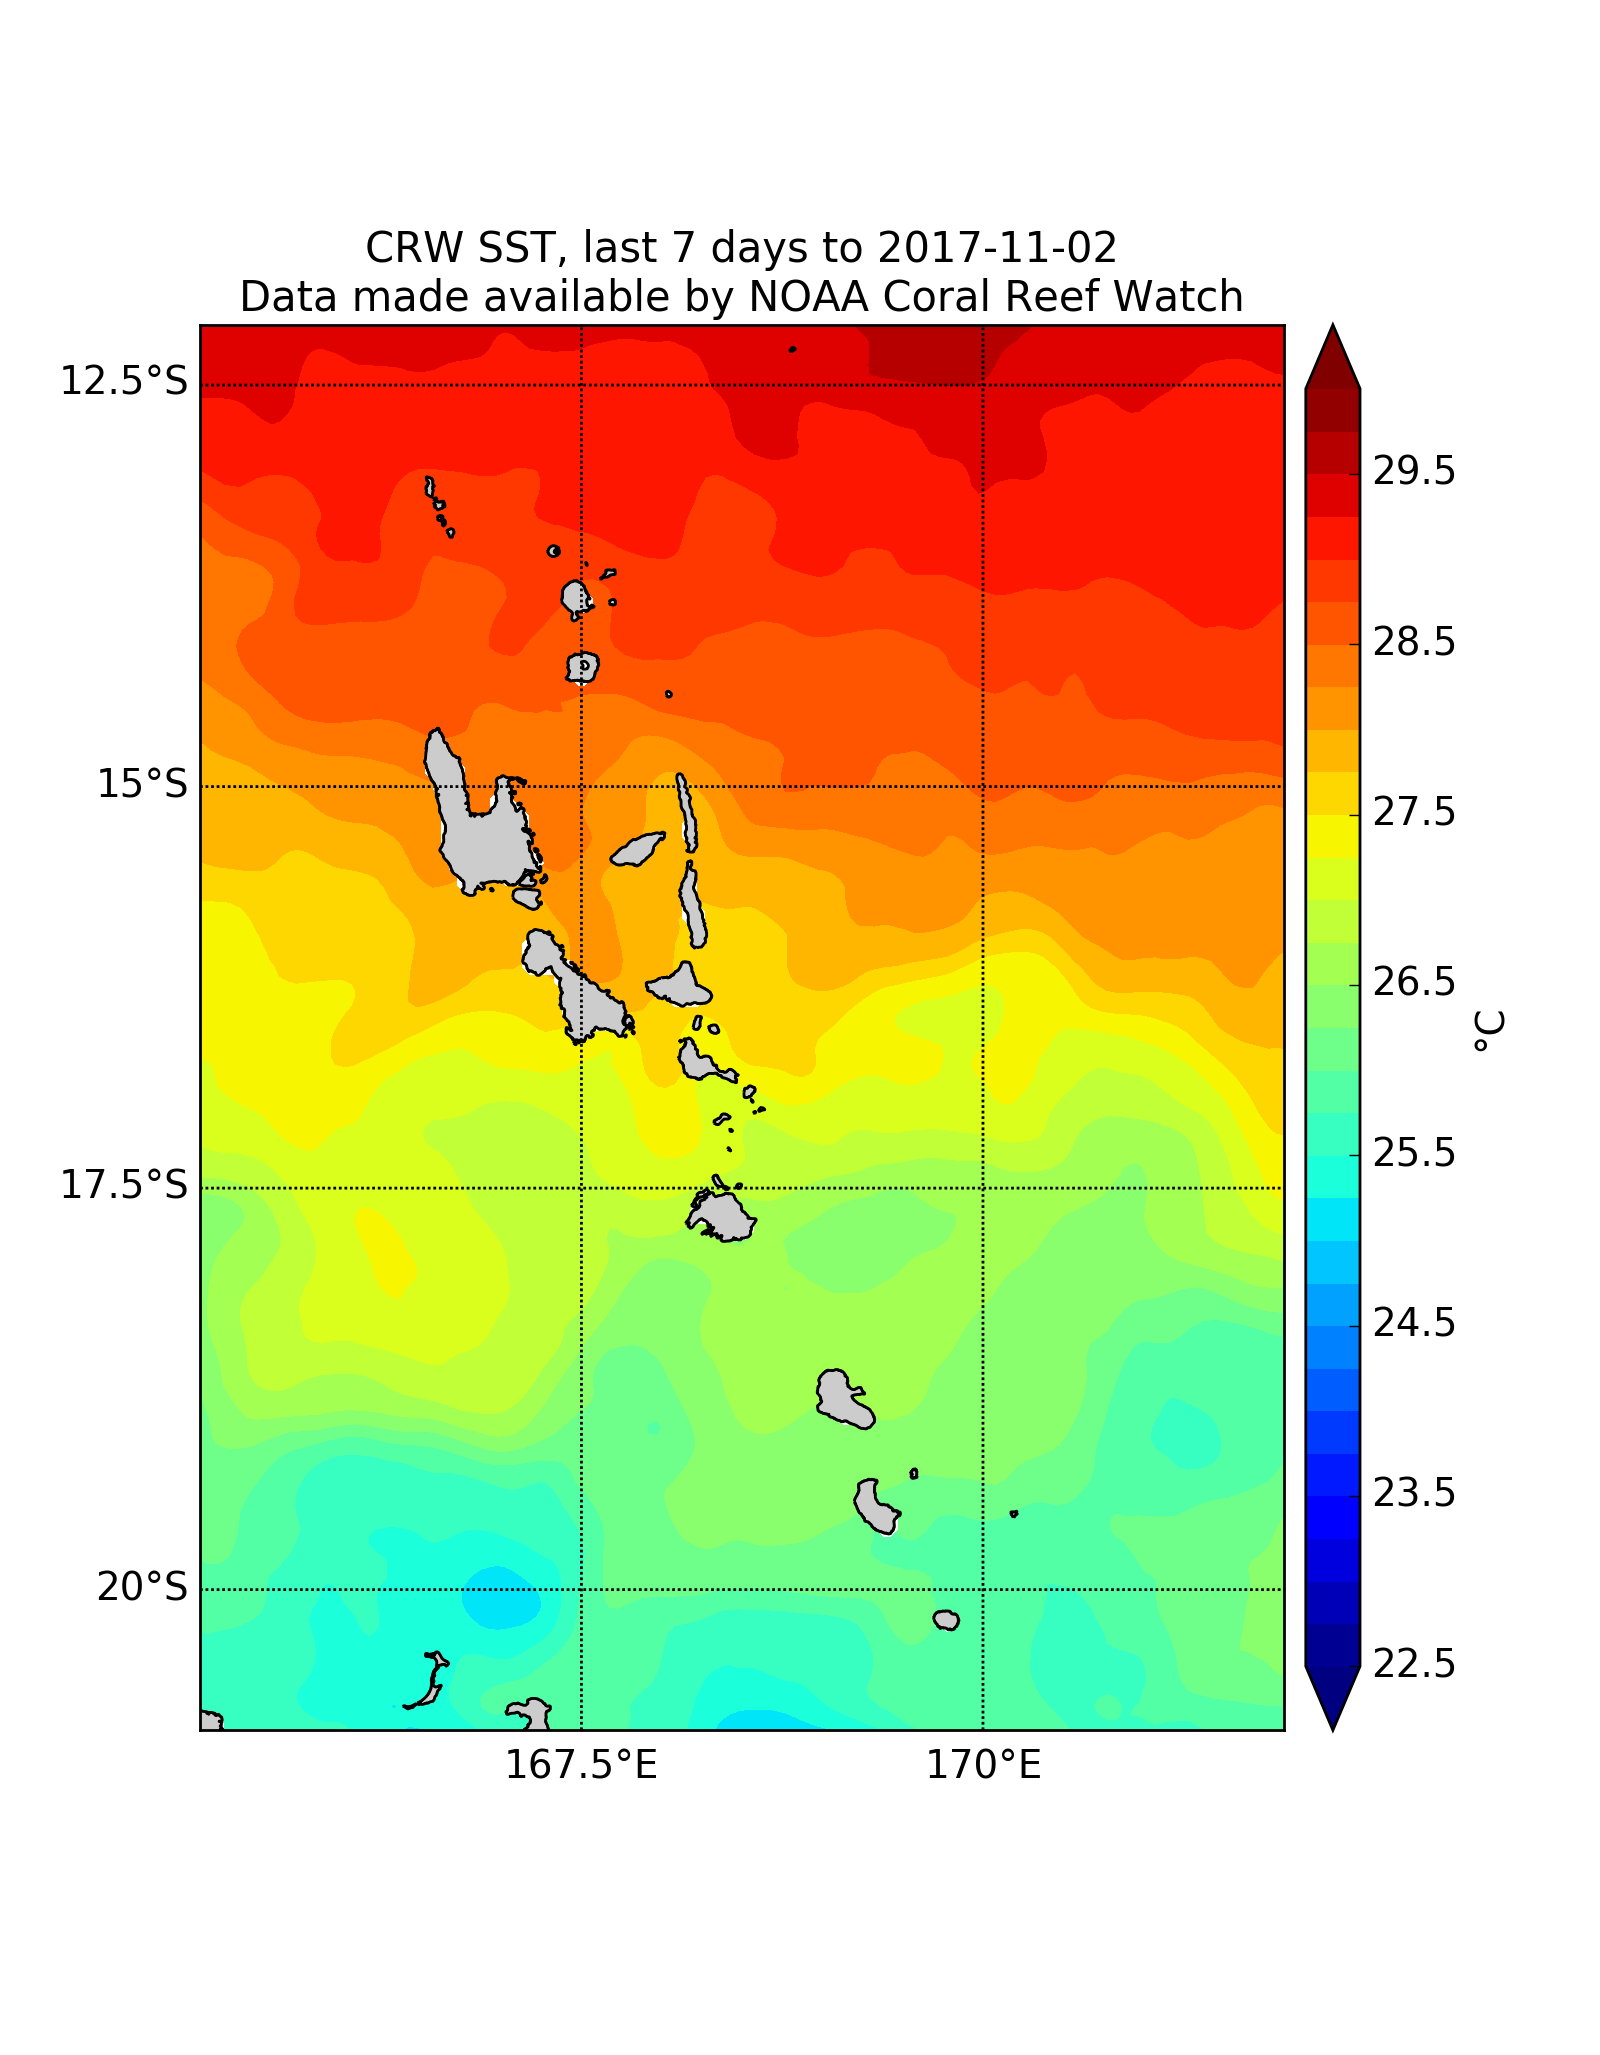 CRW SST, last 7 days to 2017-11-02
Data made available by NOAA Coral Reef Watch
12.5°S
15°S
17.5°S
20°S
167.5°E
170°E
29.5
28.5
27.5
26.5
25.5
24.5
23.5
22.5
°C